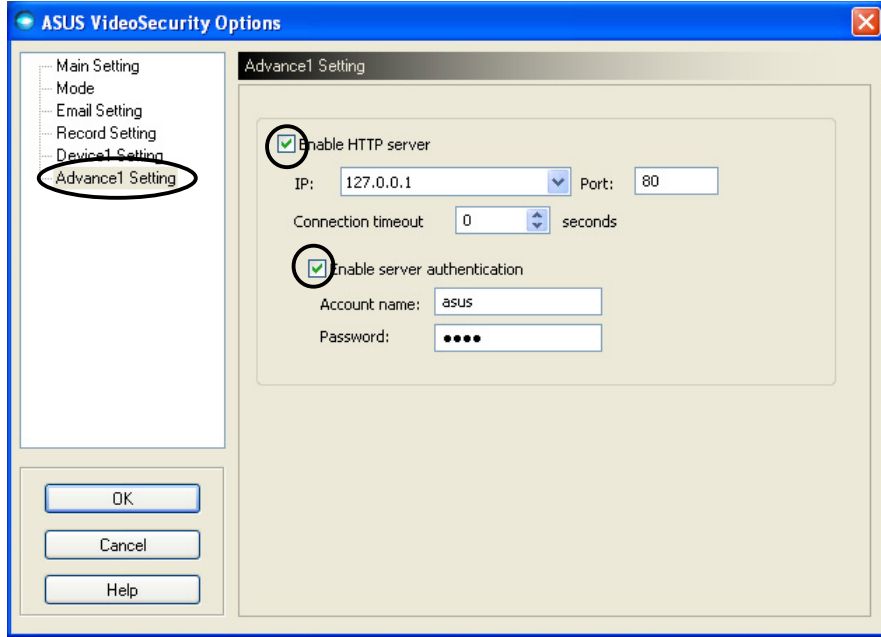 ASUS VideoSecurity Options
Main Setting
Mode
Email Setting
Record Setting
Device1 Setting
Advance1 Setting
OK
Cancel
Help
Advance1 Setting
Enable HTTP server
IP: 127.0.0.1 Port: 80
Connection timeout 0 seconds
Enable server authentication
Account name: asus
Password: ●●●●